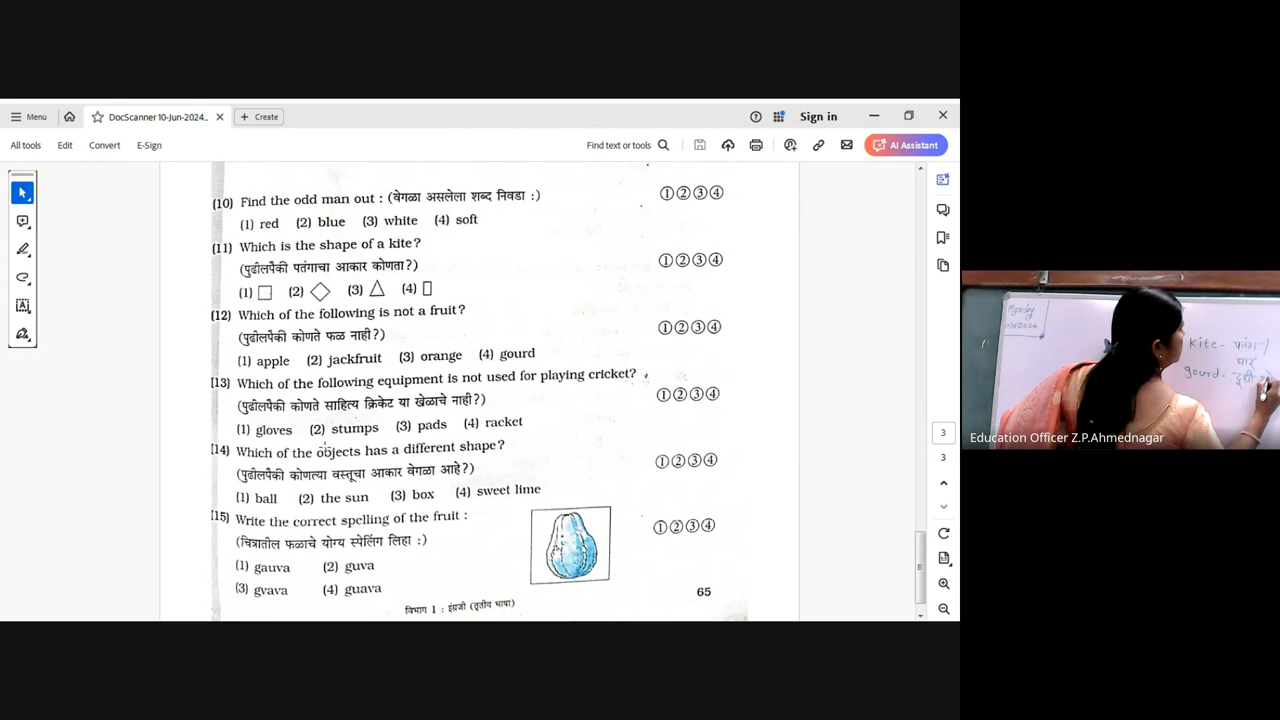 Menu
DocScanner 10-Jun-2024...
Create
Sign in
All tools
Edit
Convert
E-Sign
Find text or tools
AI Assistant
(10) Find the odd man out : (वेगळा असलेला शब्द निवडा :) ①②③④
(1) red (2) blue (3) white (4) soft
(11) Which is the shape of a kite?
(पुढीलपैकी पतंगाचा आकार कोणता?) ①②③④
(1) (2) (3) (4)
(12) Which of the following is not a fruit?
(पुढीलपैकी कोणते फळ नाही?) ①②③④
(1) apple (2) jackfruit (3) orange (4) gourd
(13) Which of the following equipment is not used for playing cricket?
(पुढीलपैकी कोणते साहित्य क्रिकेट या खेळाचे नाही?) ①②③④
(1) gloves (2) stumps (3) pads (4) racket
(14) Which of the objects has a different shape?
(पुढीलपैकी कोणत्या वस्तूचा आकार वेगळा आहे?) ①②③④
(1) ball (2) the sun (3) box (4) sweet lime
(15) Write the correct spelling of the fruit : ①②③④
(चित्रातील फळाचे योग्य स्पेलिंग लिहा :)
(1) gauva (2) guva
(3) gvava (4) guava
65
विभाग 1 : इंग्रजी (तृतीय भाषा)
3
3
Monday
Kite - पतंग /
gourd - दूधी
Education Officer Z.P.Ahmednagar